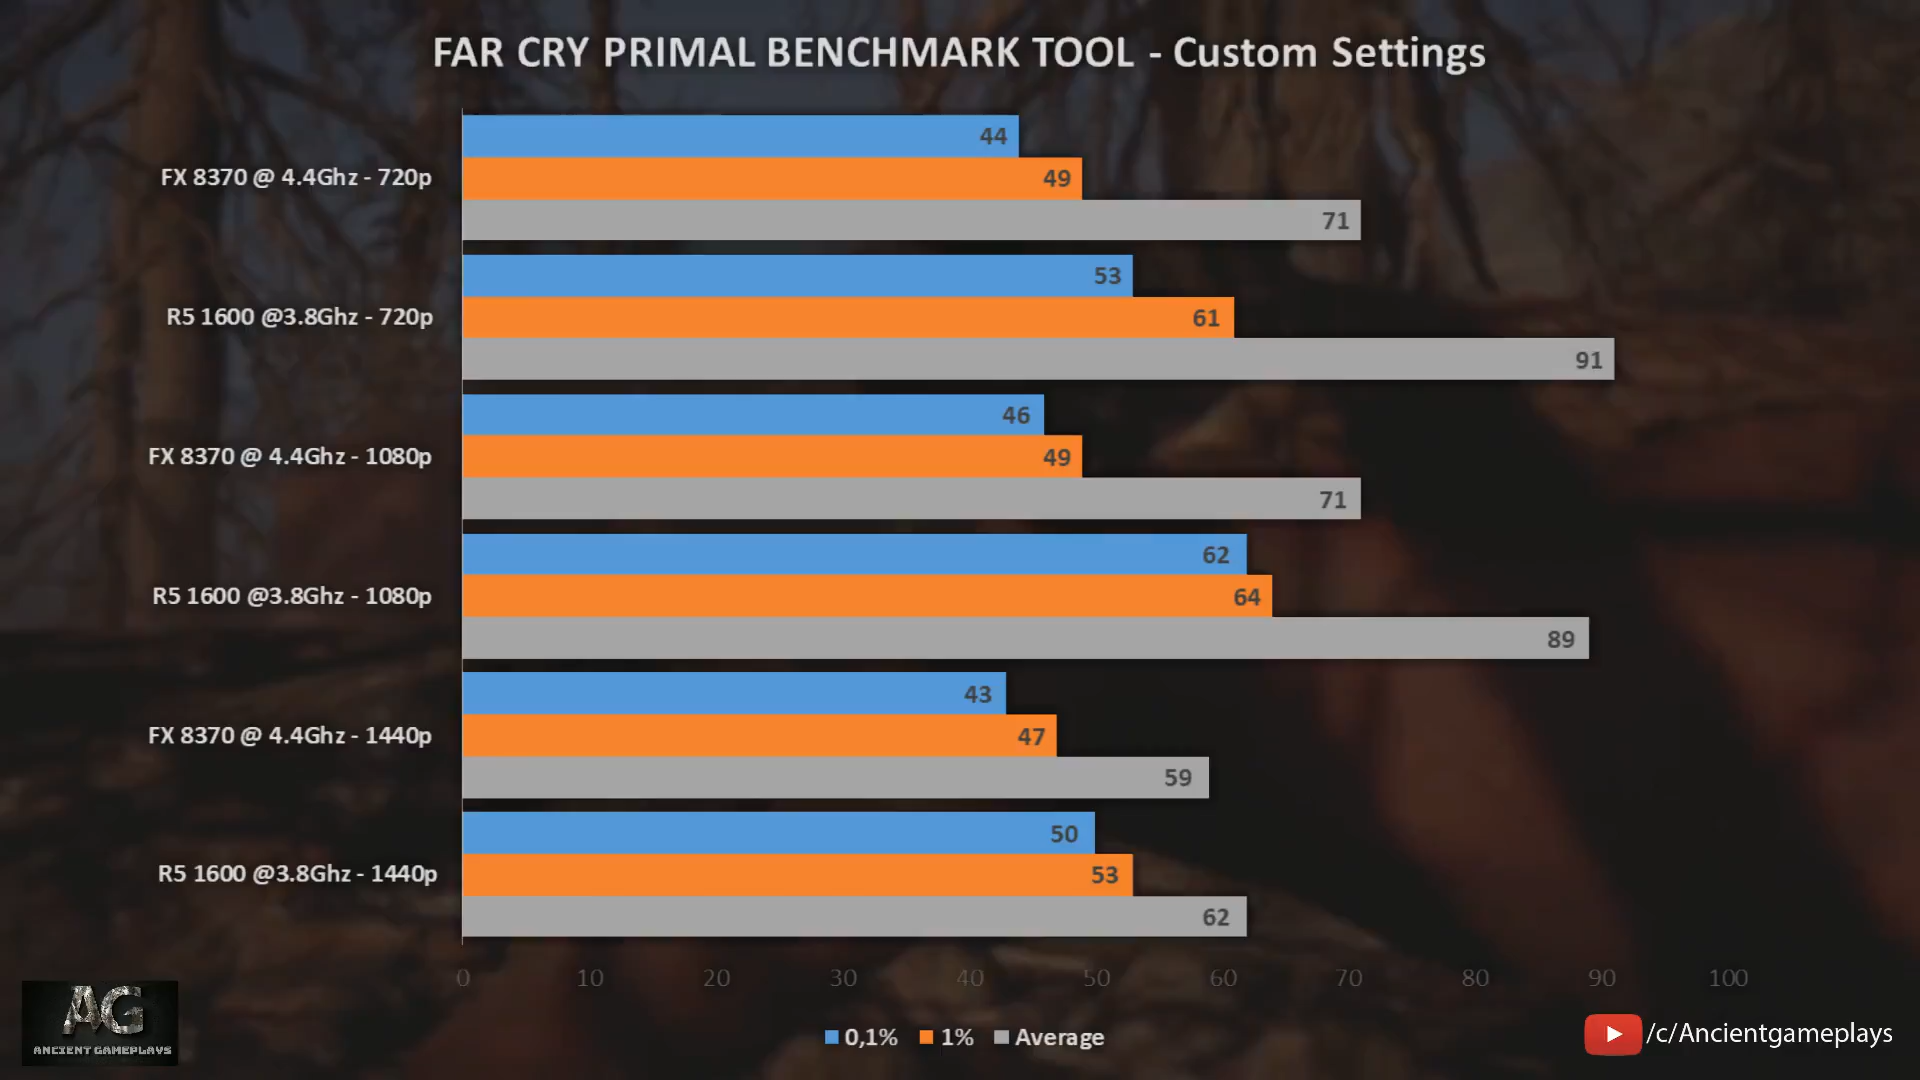 FAR CRY PRIMAL BENCHMARK TOOL - Custom Settings
FX 8370 @ 4.4Ghz - 720p
44
49
71
R5 1600 @3.8Ghz - 720p
53
61
91
FX 8370 @ 4.4Ghz - 1080p
46
49
71
R5 1600 @3.8Ghz - 1080p
62
64
89
FX 8370 @ 4.4Ghz - 1440p
43
47
59
R5 1600 @3.8Ghz - 1440p
50
53
62
0 10 20 30 40 50 60 70 80 90 100
0,1% 1% Average
AG
ANCIENT GAMEPLAYS
/c/Ancientgameplays